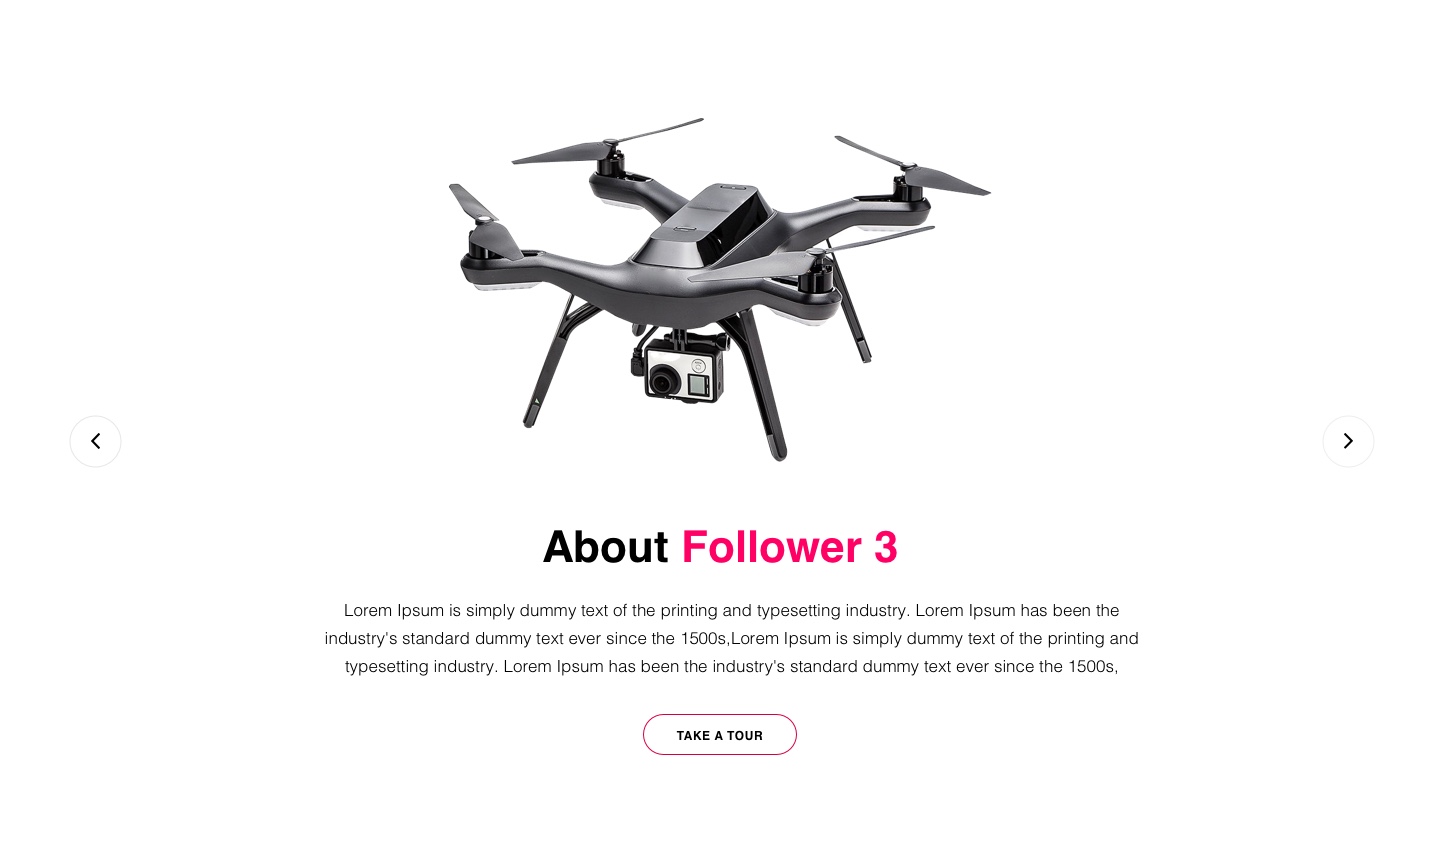 About Follower 3
Lorem Ipsum is simply dummy text of the printing and typesetting industry. Lorem Ipsum has been the
industry's standard dummy text ever since the 1500s,Lorem Ipsum is simply dummy text of the printing and
typesetting industry. Lorem Ipsum has been the industry's standard dummy text ever since the 1500s,
TAKE A TOUR